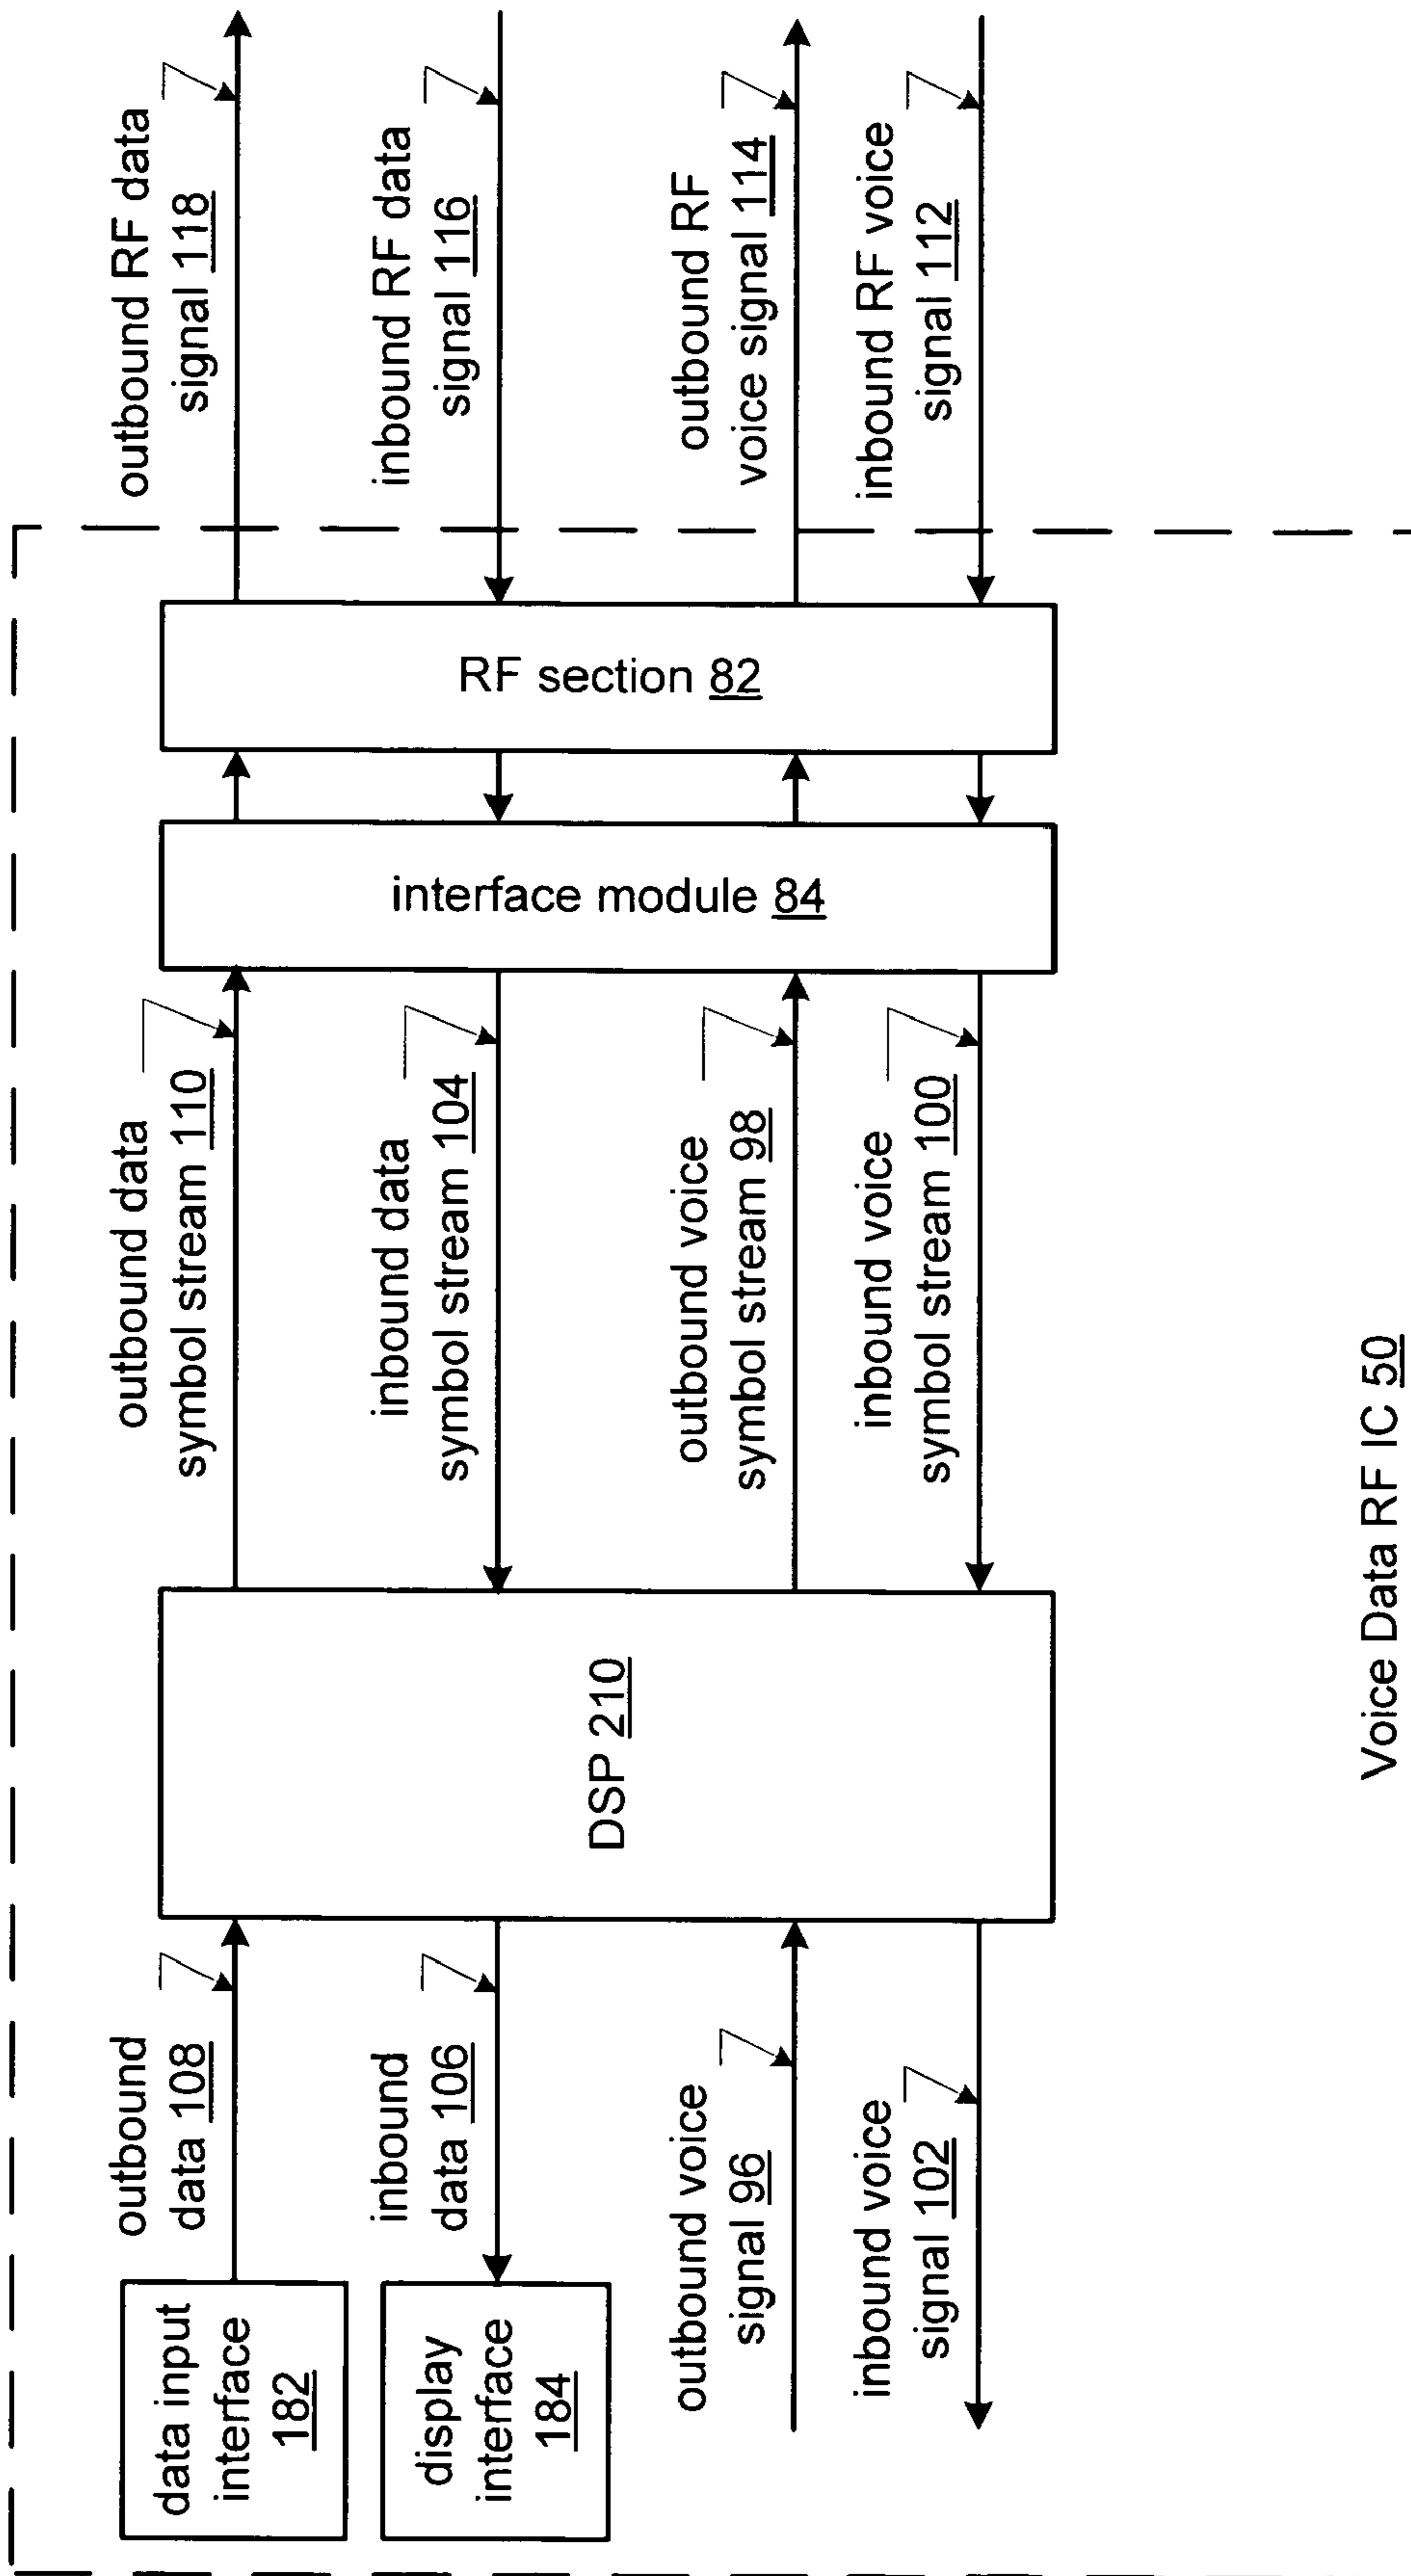 outbound RF data
signal 118
inbound RF data
signal 116
outbound RF
voice signal 114
inbound RF voice
signal 112
RF section 82
interface module 84
outbound data
symbol stream 110
inbound data
symbol stream 104
outbound voice
symbol stream 98
inbound voice
symbol stream 100
DSP 210
outbound
data 108
inbound
data 106
outbound voice
signal 96
inbound voice
signal 102
data input
interface
182
display
interface
184
Voice Data RF IC 50